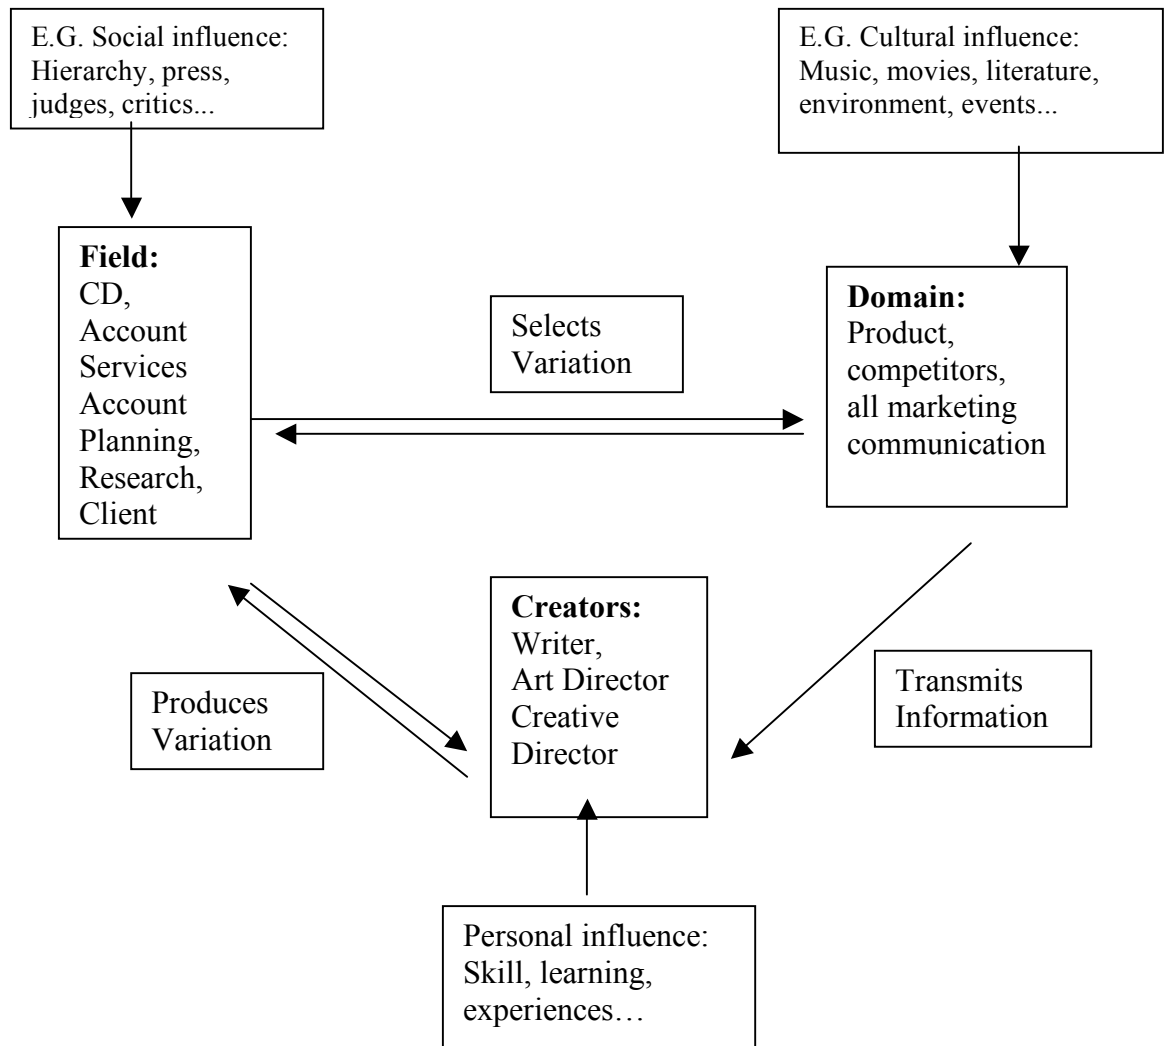 E.G. Social influence:
Hierarchy, press,
judges, critics...
E.G. Cultural influence:
Music, movies, literature,
environment, events...
Field:
CD,
Account
Services
Account
Planning,
Research,
Client
Selects
Variation
Domain:
Product,
competitors,
all marketing
communication
Creators:
Writer,
Art Director
Creative
Director
Produces
Variation
Transmits
Information
Personal influence:
Skill, learning,
experiences…